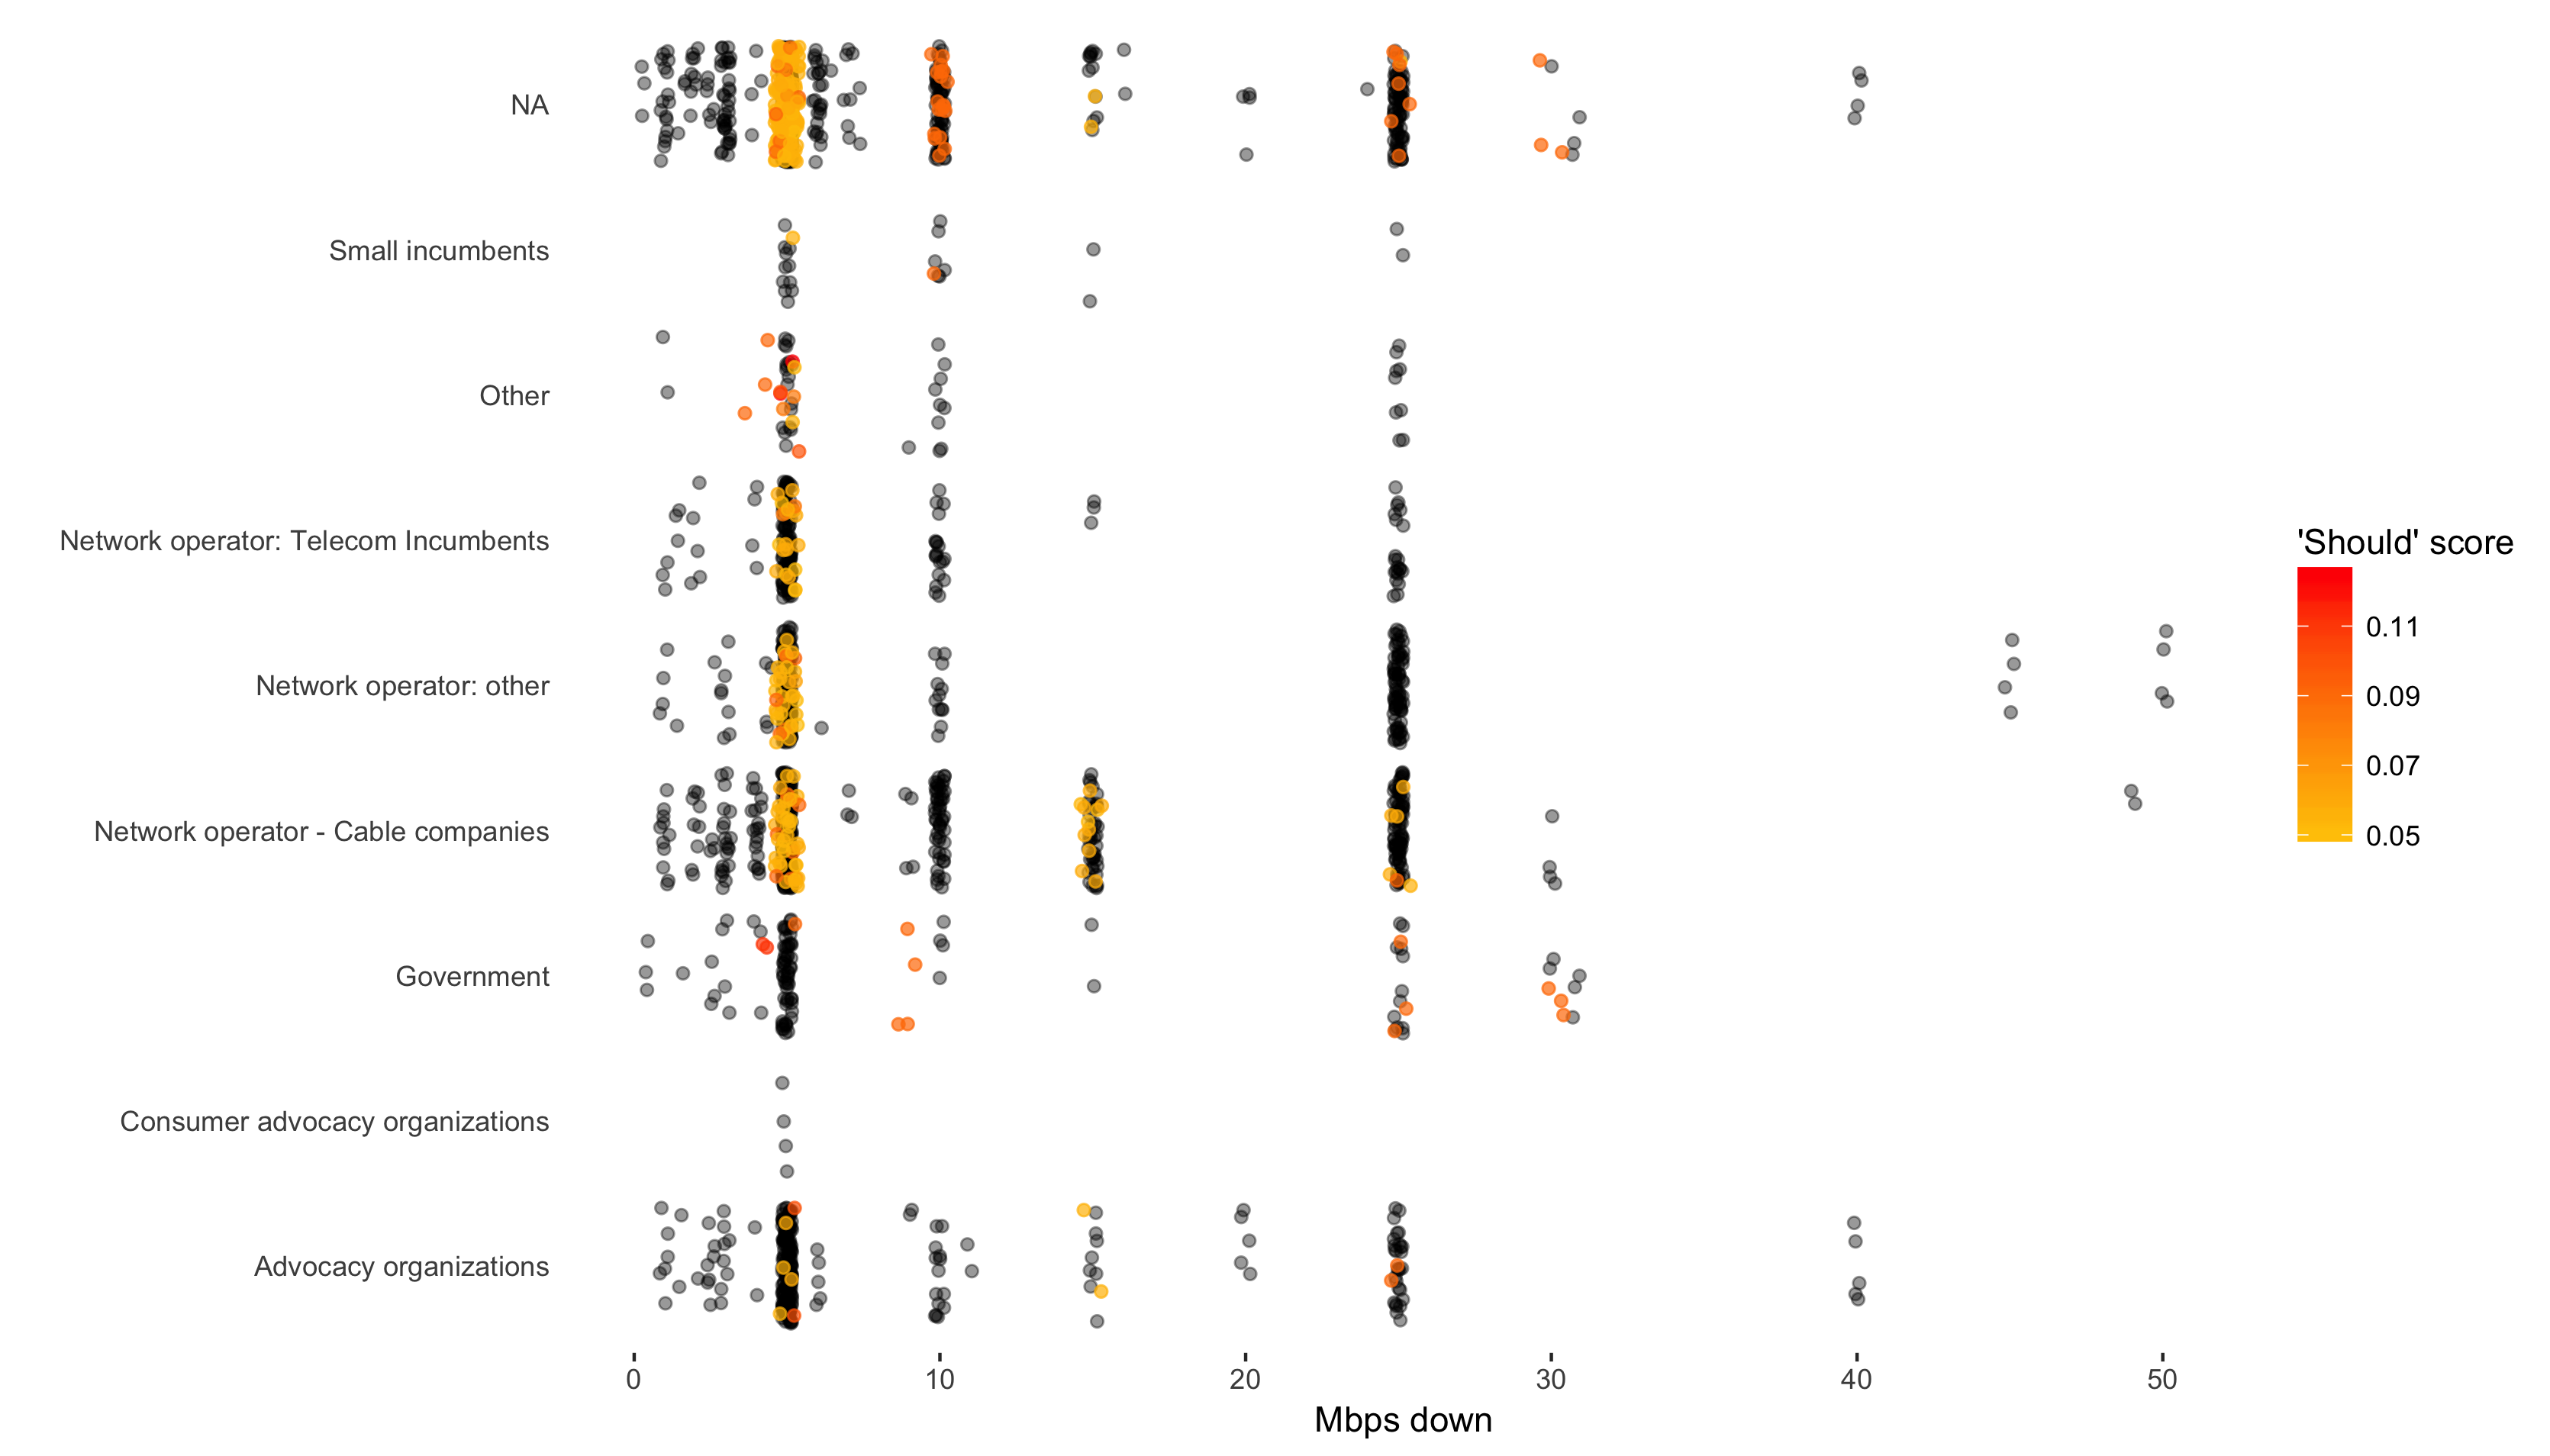 NA
Small incumbents
Other
Network operator: Telecom Incumbents
Network operator: other
Network operator - Cable companies
Government
Consumer advocacy organizations
Advocacy organizations
0 10 20 30 40 50
Mbps down
'Should' score
0.11
0.09
0.07
0.05